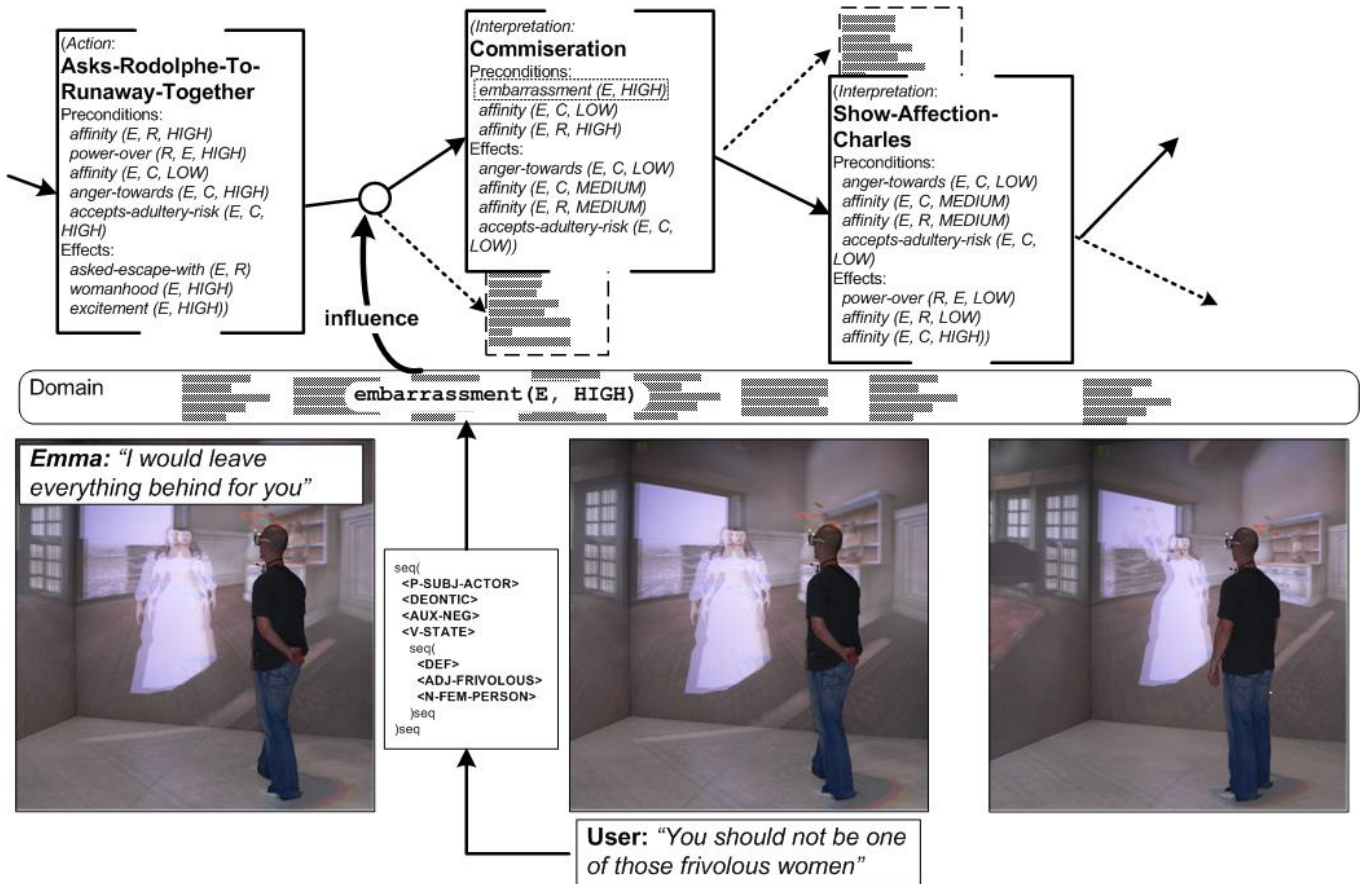 (Action:
Asks-Rodolphe-To-
Runaway-Together
Preconditions:
affinity (E, R, HIGH)
power-over (R, E, HIGH)
affinity (E, C, LOW)
anger-towards (E, C, HIGH)
accepts-adultery-risk (E, C,
HIGH)
Effects:
asked-escape-with (E, R)
womanhood (E, HIGH)
excitement (E, HIGH))
(Interpretation:
Commiseration
Preconditions:
embarrassment (E, HIGH)
affinity (E, C, LOW)
affinity (E, R, HIGH)
Effects:
anger-towards (E, C, LOW)
affinity (E, C, MEDIUM)
affinity (E, R, MEDIUM)
accepts-adultery-risk (E, C,
LOW))
(Interpretation:
Show-Affection-
Charles
Preconditions:
anger-towards (E, C, LOW)
affinity (E, C, MEDIUM)
affinity (E, R, MEDIUM)
accepts-adultery-risk (E, C,
LOW)
Effects:
power-over (R, E, LOW)
affinity (E, R, LOW)
affinity (E, C, HIGH))
influence
Domain
embarrassment(E, HIGH)
Emma: “I would leave
everything behind for you”
seq(
<P-SUBJ-ACTOR>
<DEONTIC>
<AUX-NEG>
<V-STATE>
seq(
<DEF>
<ADJ-FRIVOLOUS>
<N-FEM-PERSON>
)seq
)seq
User: “You should not be one
of those frivolous women”